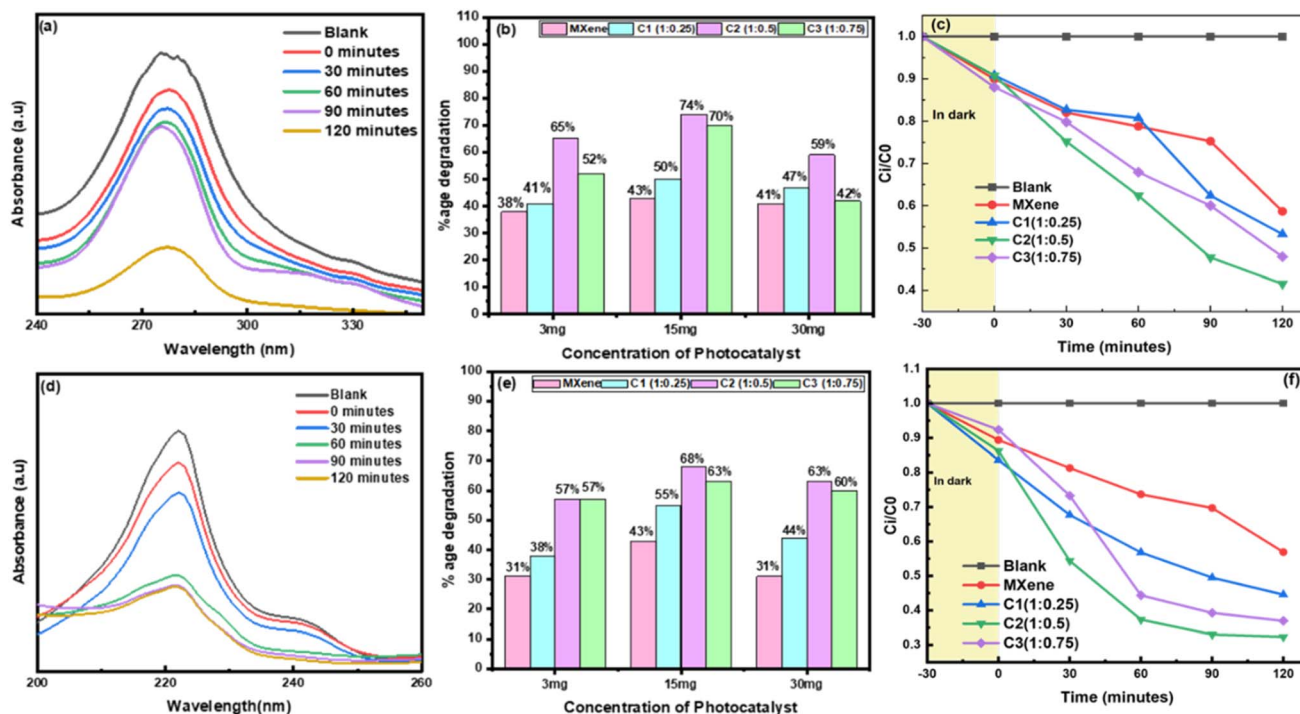 (a)
Blank
0 minutes
30 minutes
60 minutes
90 minutes
120 minutes
Absorbance (a.u)
240 270 300 330
Wavelength (nm)
(b)
MXene C1 (1:0.25) C2 (1:0.5) C3 (1:0.75)
110
100
90
80
70
60
50
40
30
20
10
0
%age degradation
38% 41% 65% 52%
43% 50% 74% 70%
41% 47% 59% 42%
3mg 15mg 30mg
Concentration of Photocatalyst
(c)
1.0
0.9
0.8
0.7
0.6
0.5
0.4
Ci/C0
In dark
Blank
MXene
C1(1:0.25)
C2(1:0.5)
C3(1:0.75)
-30 0 30 60 90 120
Time (minutes)
(d)
Blank
0 minutes
30 minutes
60 minutes
90 minutes
120 minutes
Absorbance (a.u)
200 220 240 260
Wavelength(nm)
(e)
MXene C1 (1:0.25) C2 (1:0.5) C3 (1:0.75)
100
90
80
70
60
50
40
30
20
10
0
% age degradation
31% 38% 57% 57%
43% 55% 68% 63%
31% 44% 63% 60%
3mg 15mg 30mg
Concentration of Photocatalyst
(f)
1.1
1.0
0.9
0.8
0.7
0.6
0.5
0.4
0.3
Ci/C0
In dark
Blank
MXene
C1(1:0.25)
C2(1:0.5)
C3(1:0.75)
-30 0 30 60 90 120
Time (minutes)